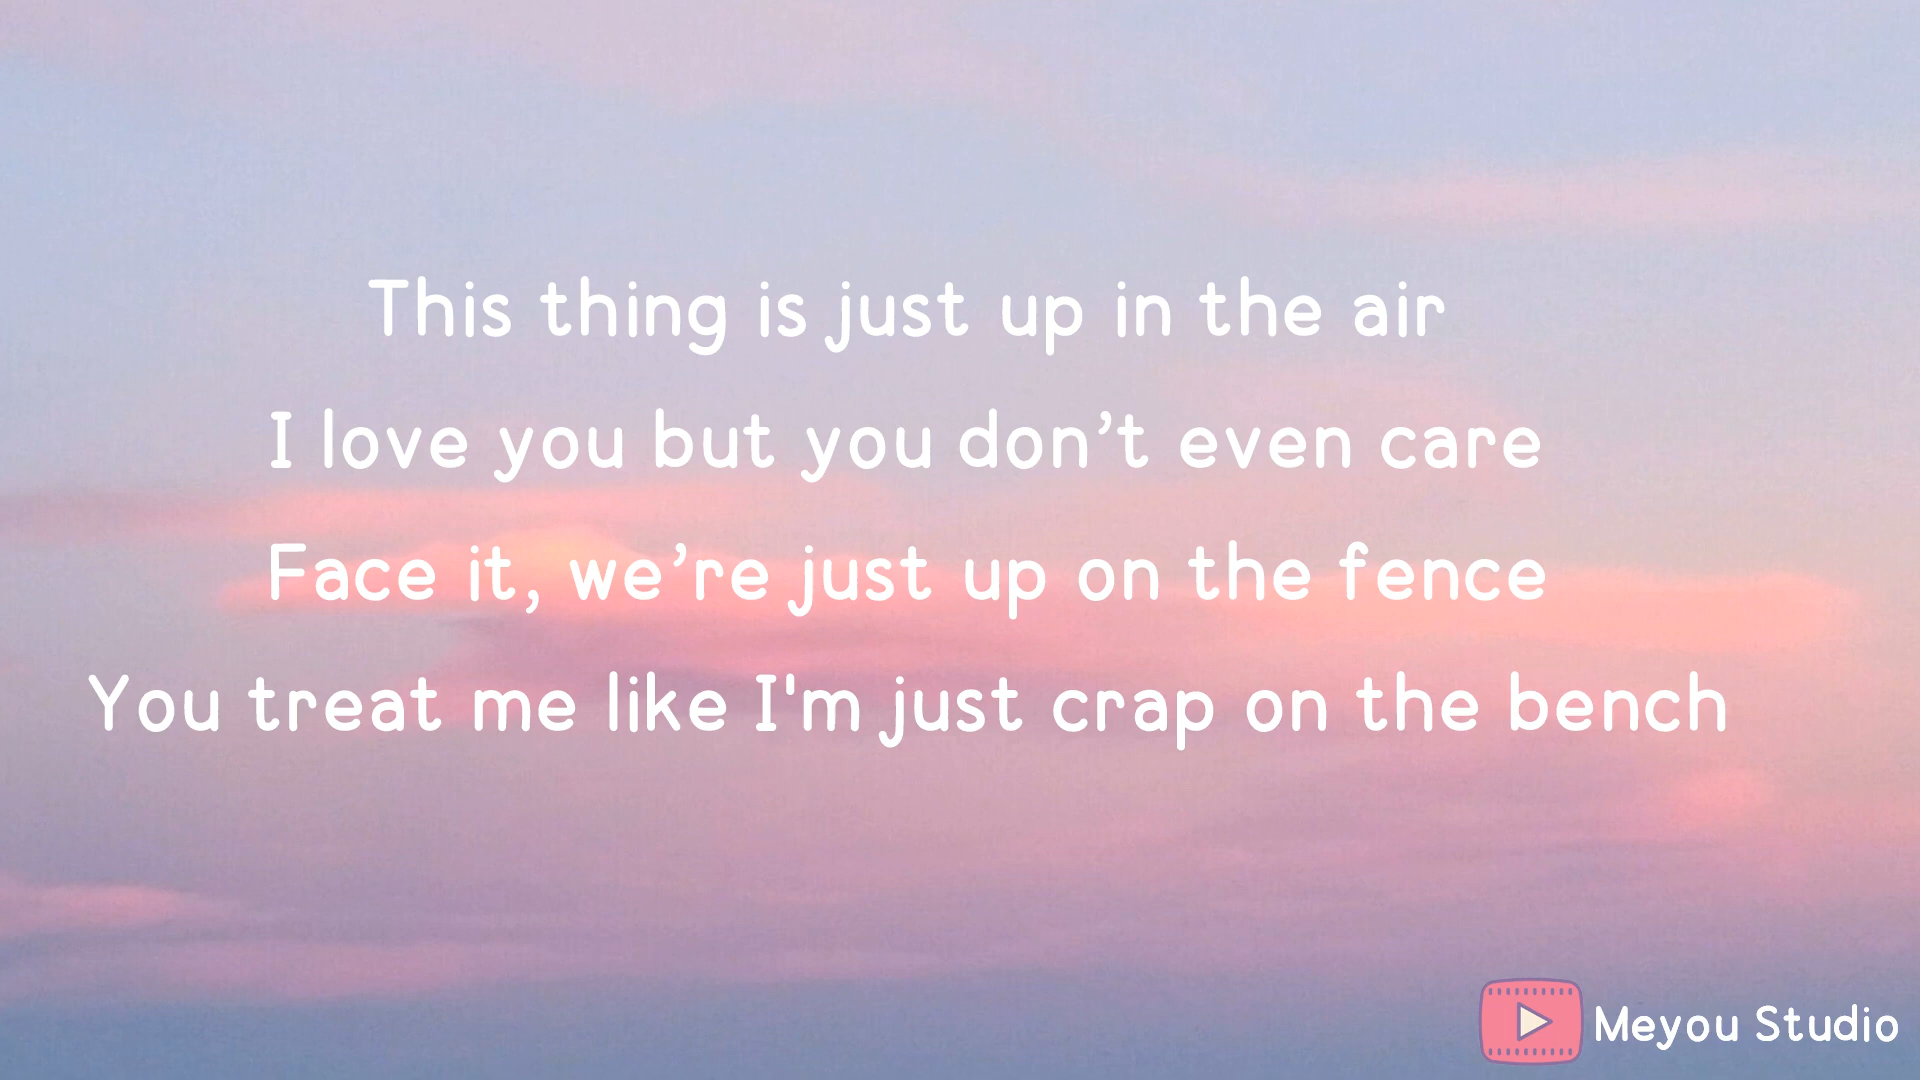 This thing is just up in the air
I love you but you don’t even care
Face it, we’re just up on the fence
You treat me like I'm just crap on the bench
Meyou Studio